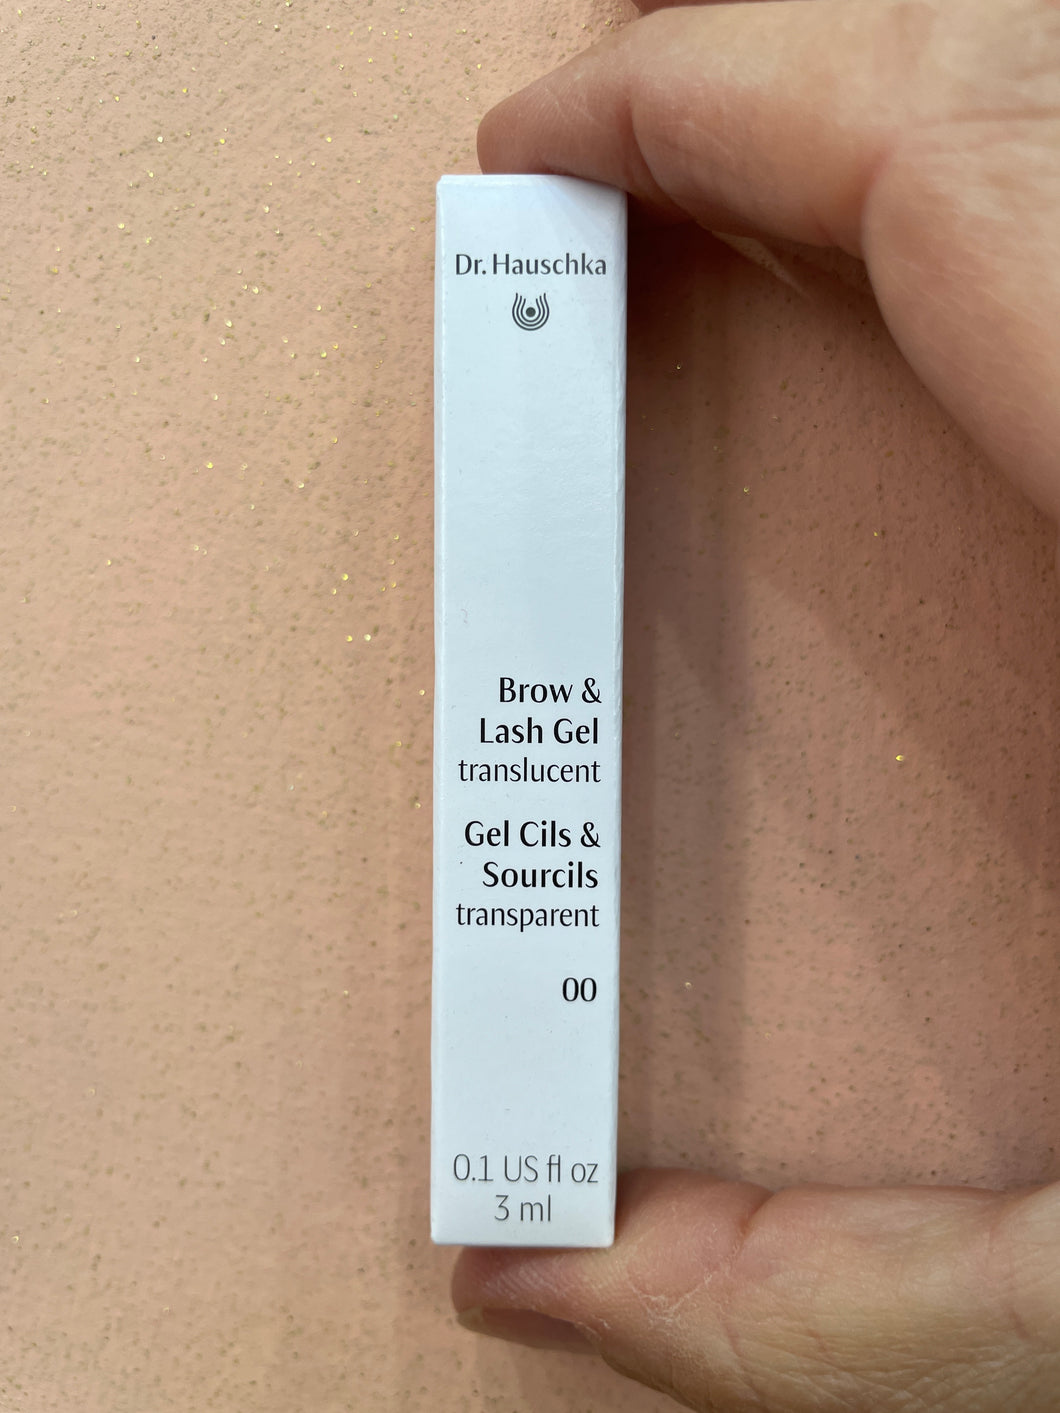 Dr. Hauschka
Brow &
Lash Gel
translucent
Gel Cils &
Sourcils
transparent
00
0.1 US fl oz
3 ml